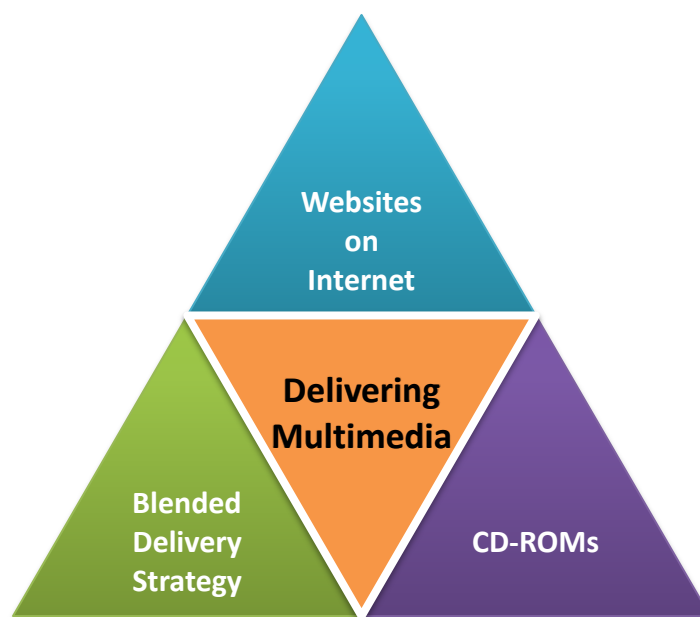 Websites
on
Internet
Delivering
Multimedia
Blended
Delivery
Strategy
CD-ROMs